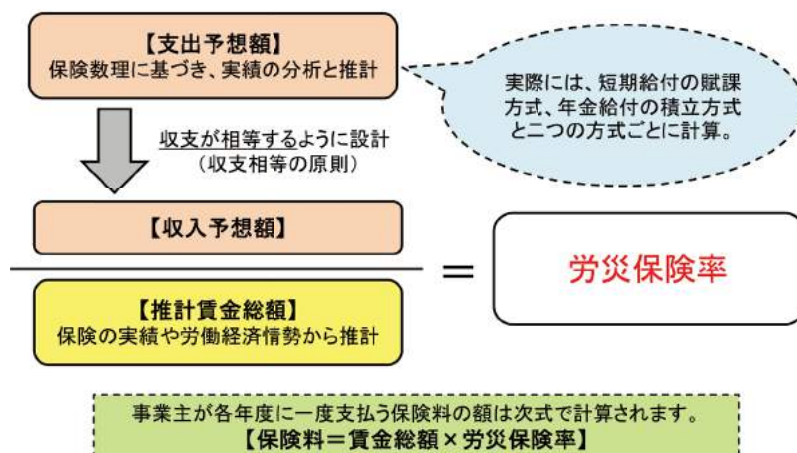 【支出予想額】
保険数理に基づき、実績の分析と推計
実際には、短期給付の賦課
方式、年金給付の積立方式
と二つの方式ごとに計算。
収支が相等するように設計
（収支相等の原則）
【収入予想額】
＝
労災保険率
【推計賃金総額】
保険の実績や労働経済情勢から推計
事業主が各年度に一度支払う保険料の額は次式で計算されます。
【保険料＝賃金総額×労災保険率】